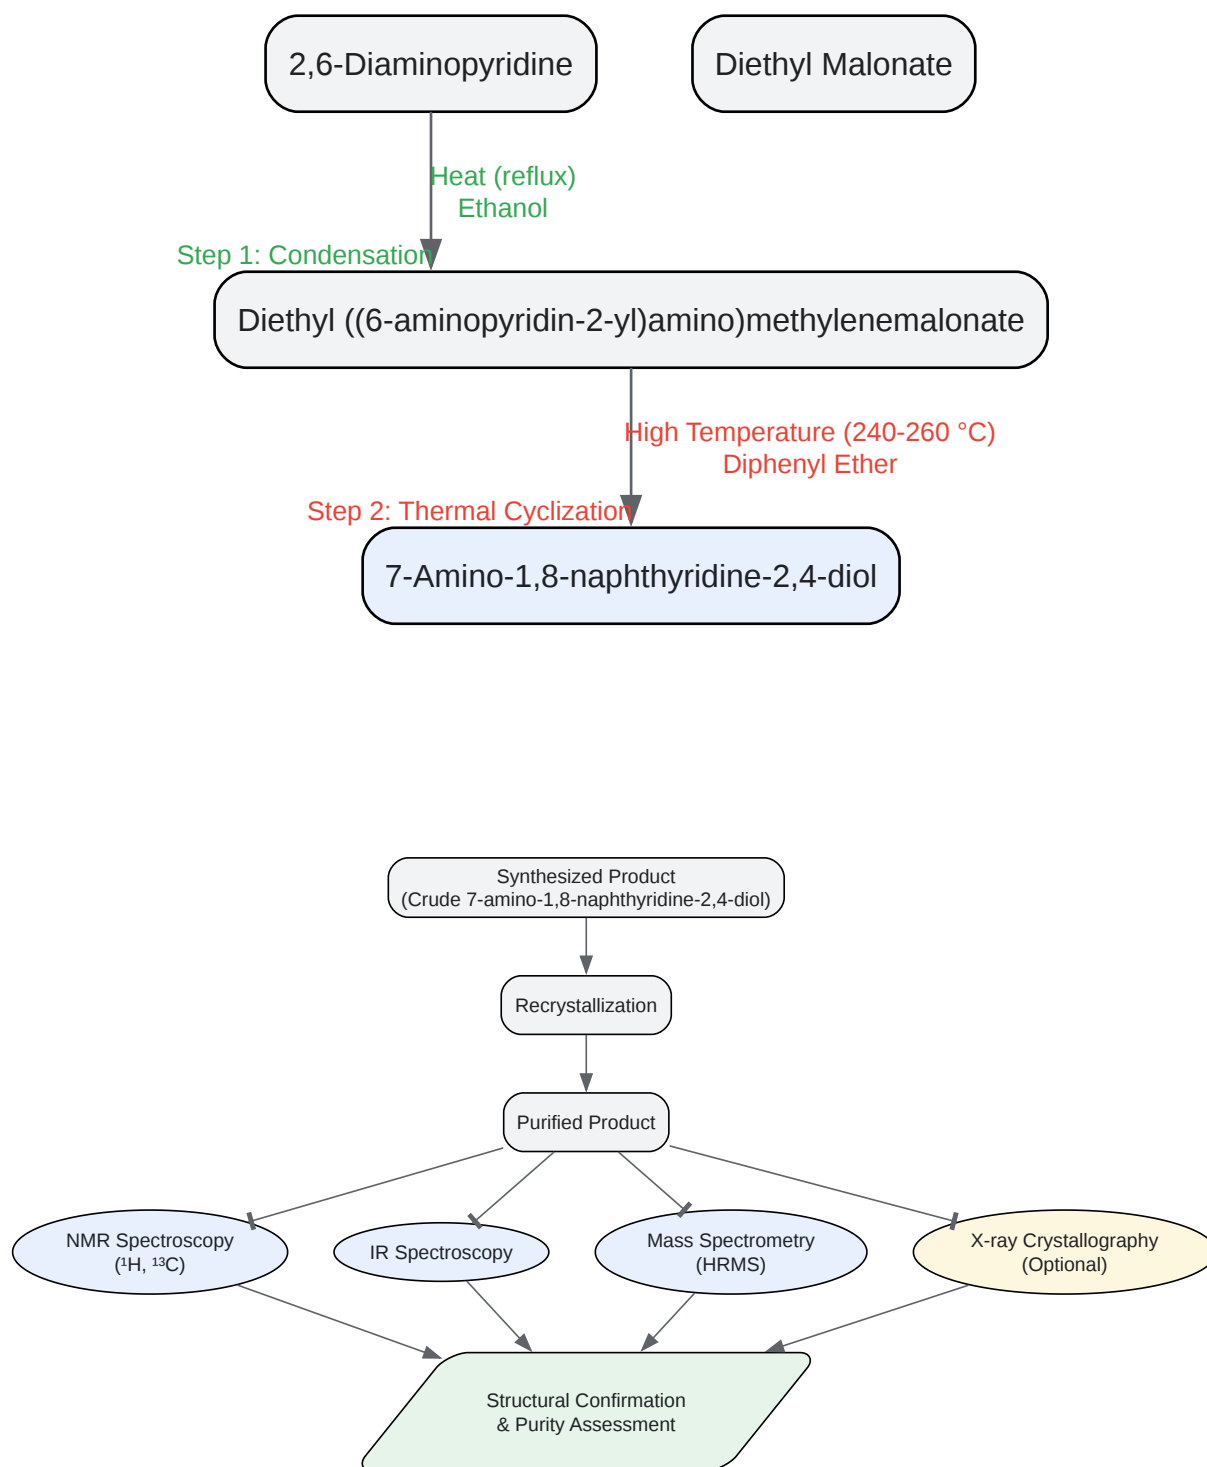 2,6-Diaminopyridine
Diethyl Malonate
Heat (reflux)
Ethanol
Step 1: Condensation
Diethyl ((6-aminopyridin-2-yl)amino)methylenemalonate
High Temperature (240-260 °C)
Diphenyl Ether
Step 2: Thermal Cyclization
7-Amino-1,8-naphthyridine-2,4-diol
Synthesized Product
(Crude 7-amino-1,8-naphthyridine-2,4-diol)
Recrystallization
Purified Product
NMR Spectroscopy
(¹H, ¹³C)
IR Spectroscopy
Mass Spectrometry
(HRMS)
X-ray Crystallography
(Optional)
Structural Confirmation
& Purity Assessment